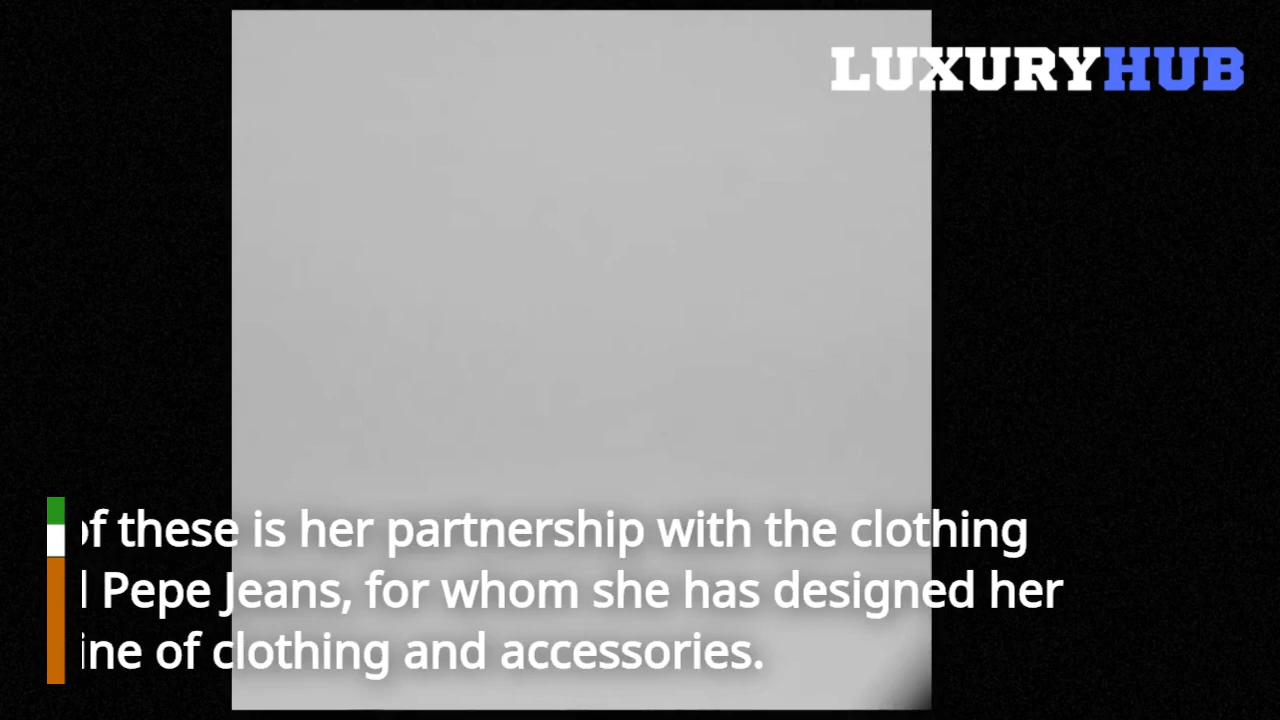 LUXURYHUB
of these is her partnership with the clothing
Pepe Jeans, for whom she has designed her
of clothing and accessories.